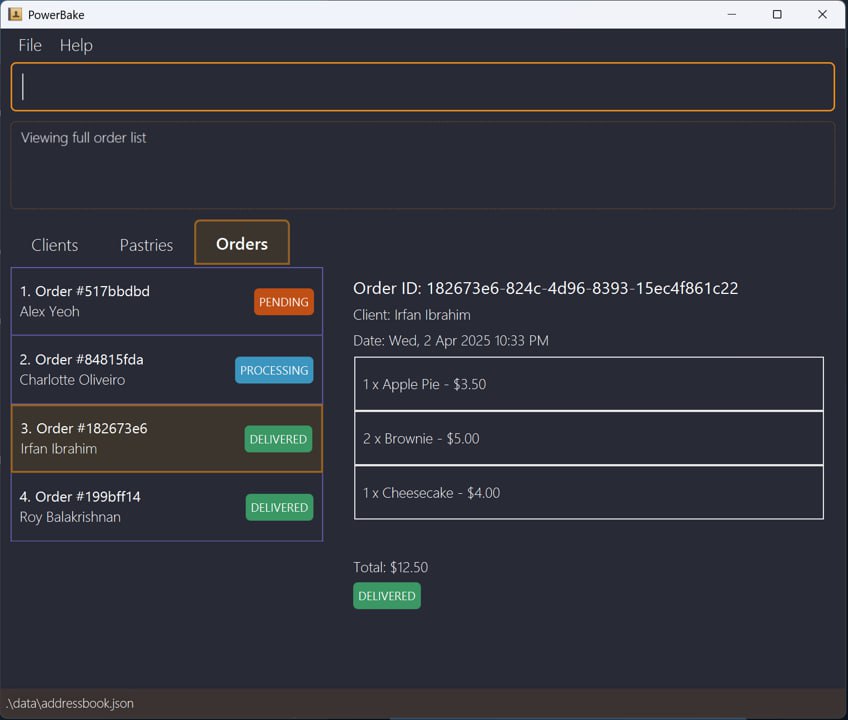 PowerBake
File Help
Viewing full order list
Clients Pastries Orders
1. Order #517bbdbd
Alex Yeoh
PENDING
2. Order #84815fda
Charlotte Oliveiro
PROCESSING
3. Order #182673e6
Irfan Ibrahim
DELIVERED
4. Order #199bff14
Roy Balakrishnan
DELIVERED
Order ID: 182673e6-824c-4d96-8393-15ec4f861c22
Client: Irfan Ibrahim
Date: Wed, 2 Apr 2025 10:33 PM
1 x Apple Pie - $3.50
2 x Brownie - $5.00
1 x Cheesecake - $4.00
Total: $12.50
DELIVERED
.\data\addressbook.json